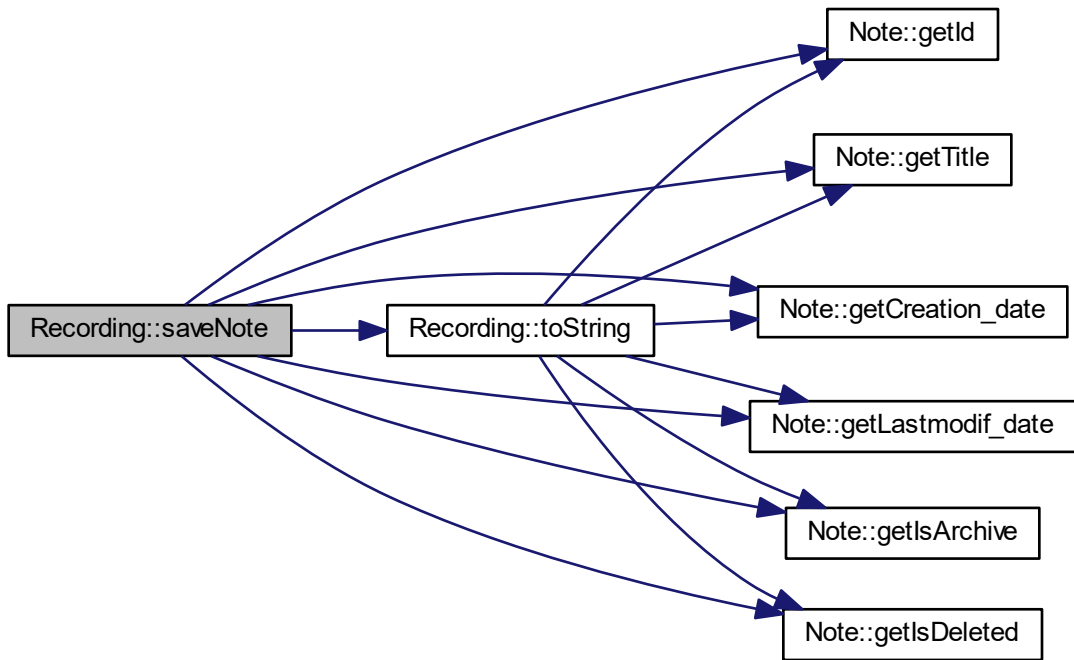 Recording::saveNote
Recording::toString
Note::getId
Note::getTitle
Note::getCreation_date
Note::getLastmodif_date
Note::getIsArchive
Note::getIsDeleted